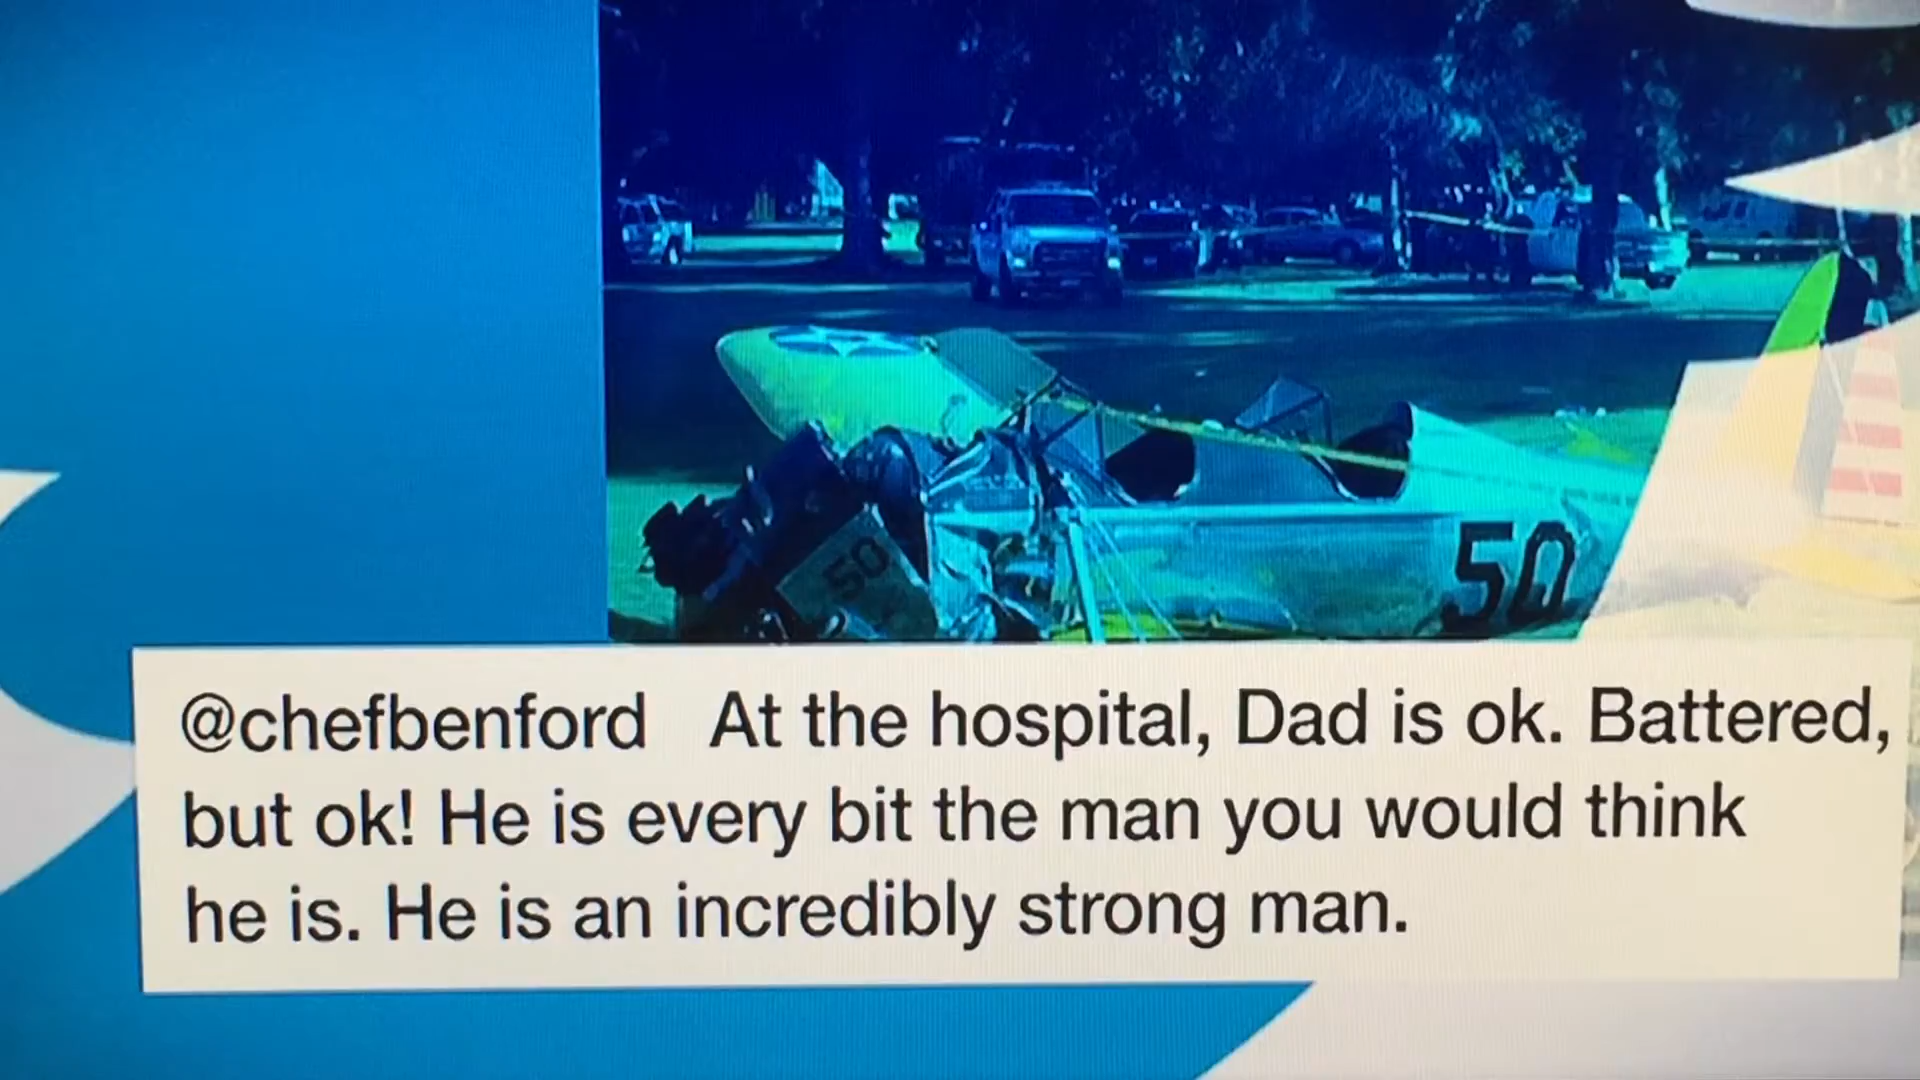 50
50
@chefbenford At the hospital, Dad is ok. Battered,
but ok! He is every bit the man you would think
he is. He is an incredibly strong man.